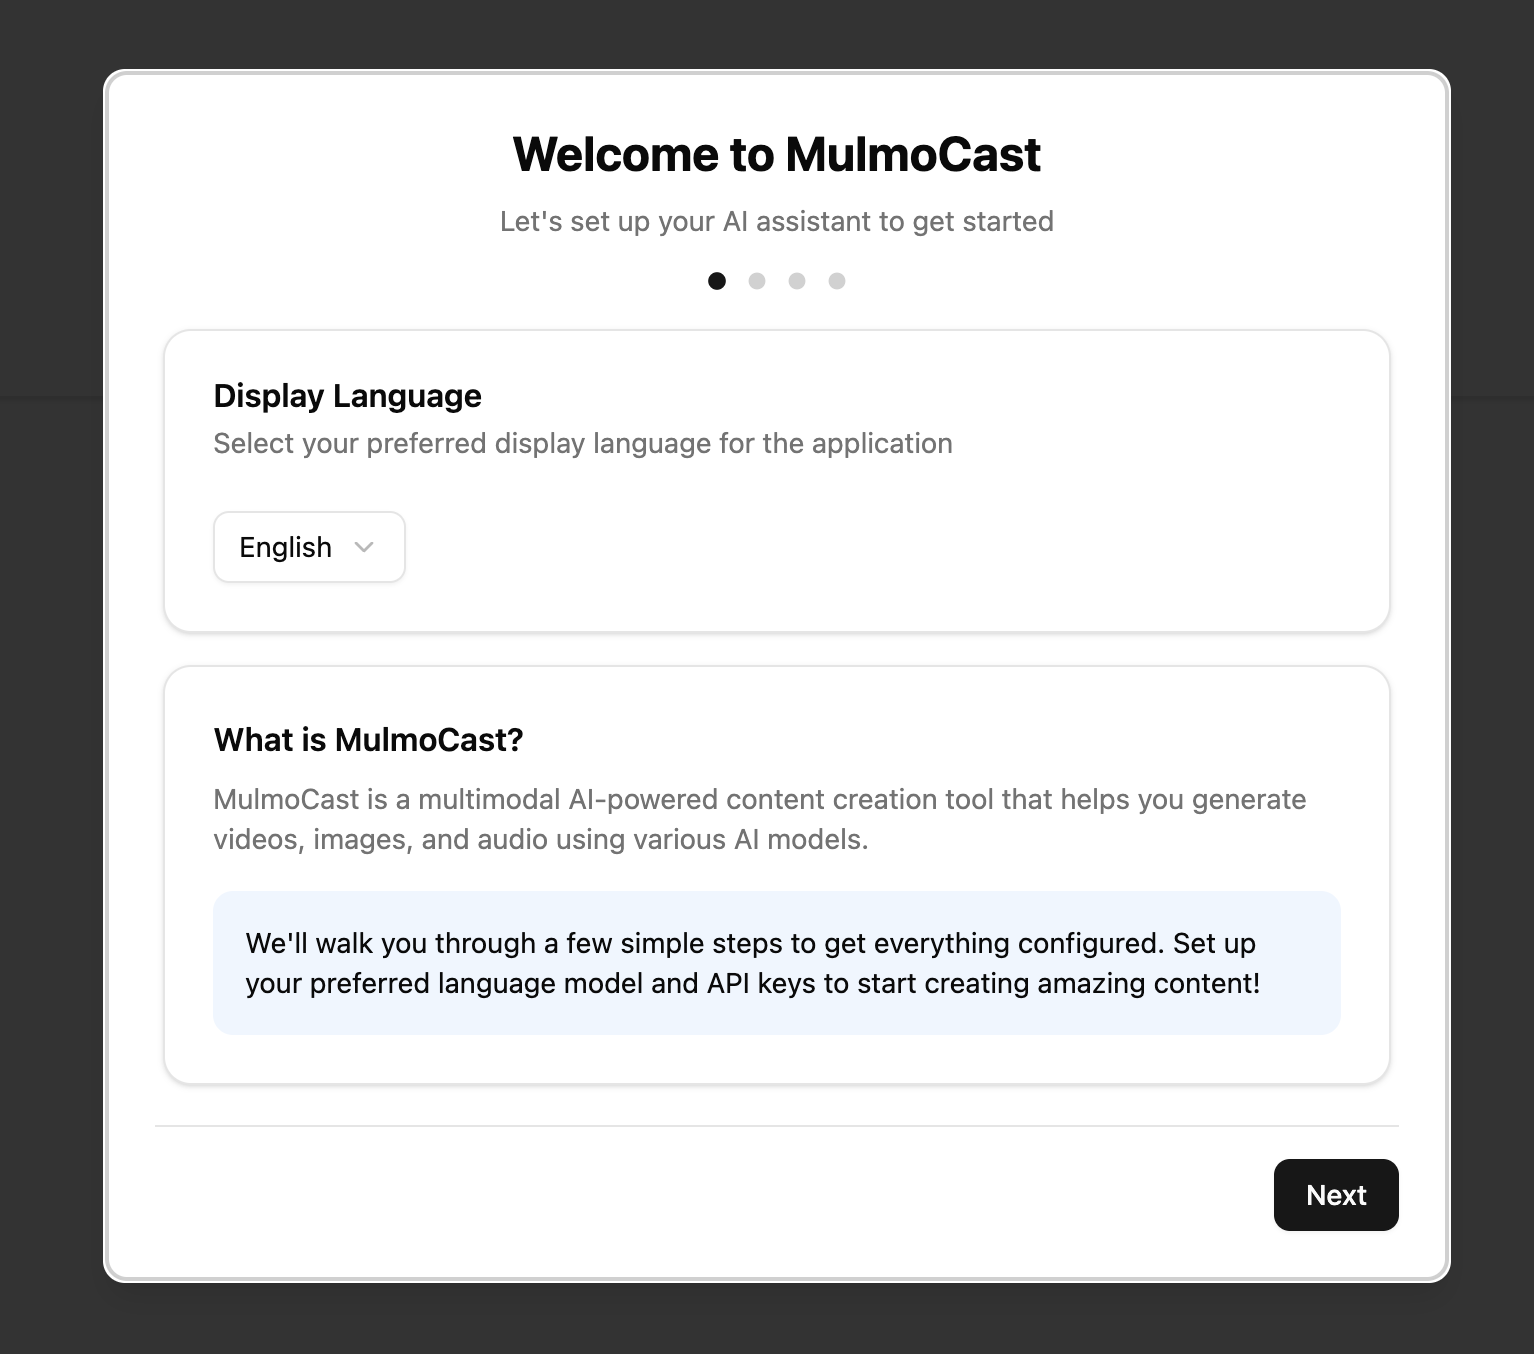 Welcome to MulmoCast
Let's set up your AI assistant to get started
Display Language
Select your preferred display language for the application
English
What is MulmoCast?
MulmoCast is a multimodal AI-powered content creation tool that helps you generate
videos, images, and audio using various AI models.
We'll walk you through a few simple steps to get everything configured. Set up
your preferred language model and API keys to start creating amazing content!
Next